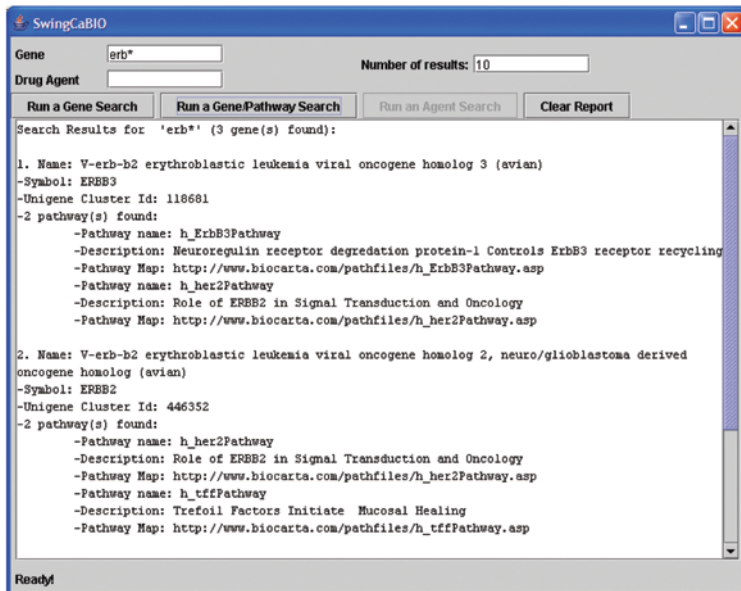 SwingCaBIO
Gene erb*
Number of results: 10
Drug Agent
Run a Gene Search Run a Gene/Pathway Search Run an Agent Search Clear Report
Search Results for 'erb*' (3 gene(s) found):
1. Name: V-erb-b2 erythroblastic leukemia viral oncogene homolog 3 (avian)
-Symbol: ERBB3
-Unigene Cluster Id: 118681
-2 pathway(s) found:
-Pathway name: h_ErbB3Pathway
-Description: Neuroregulin receptor degredation protein-1 Controls ErbB3 receptor recycling
-Pathway Map: http://www.biocarta.com/pathfiles/h_ErbB3Pathway.asp
-Pathway name: h_her2Pathway
-Description: Role of ERBB2 in Signal Transduction and Oncology
-Pathway Map: http://www.biocarta.com/pathfiles/h_her2Pathway.asp
2. Name: V-erb-b2 erythroblastic leukemia viral oncogene homolog 2, neuro/glioblastoma derived
oncogene homolog (avian)
-Symbol: ERBB2
-Unigene Cluster Id: 446352
-2 pathway(s) found:
-Pathway name: h_her2Pathway
-Description: Role of ERBB2 in Signal Transduction and Oncology
-Pathway Map: http://www.biocarta.com/pathfiles/h_her2Pathway.asp
-Pathway name: h_tffPathway
-Description: Trefoil Factors Initiate  Mucosal Healing
-Pathway Map: http://www.biocarta.com/pathfiles/h_tffPathway.asp
Ready!